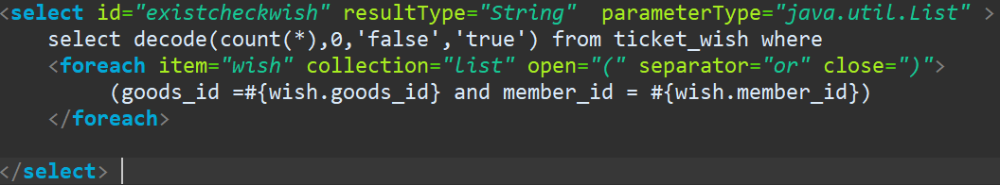 <select id="existcheckwish" resultType="String"  parameterType="java.util.List" >
    select decode(count(*),0,'false','true') from ticket_wish where
    <foreach item="wish" collection="list" open="(" separator="or" close=")">
         (goods_id =#{wish.goods_id} and member_id = #{wish.member_id})
    </foreach>
</select>